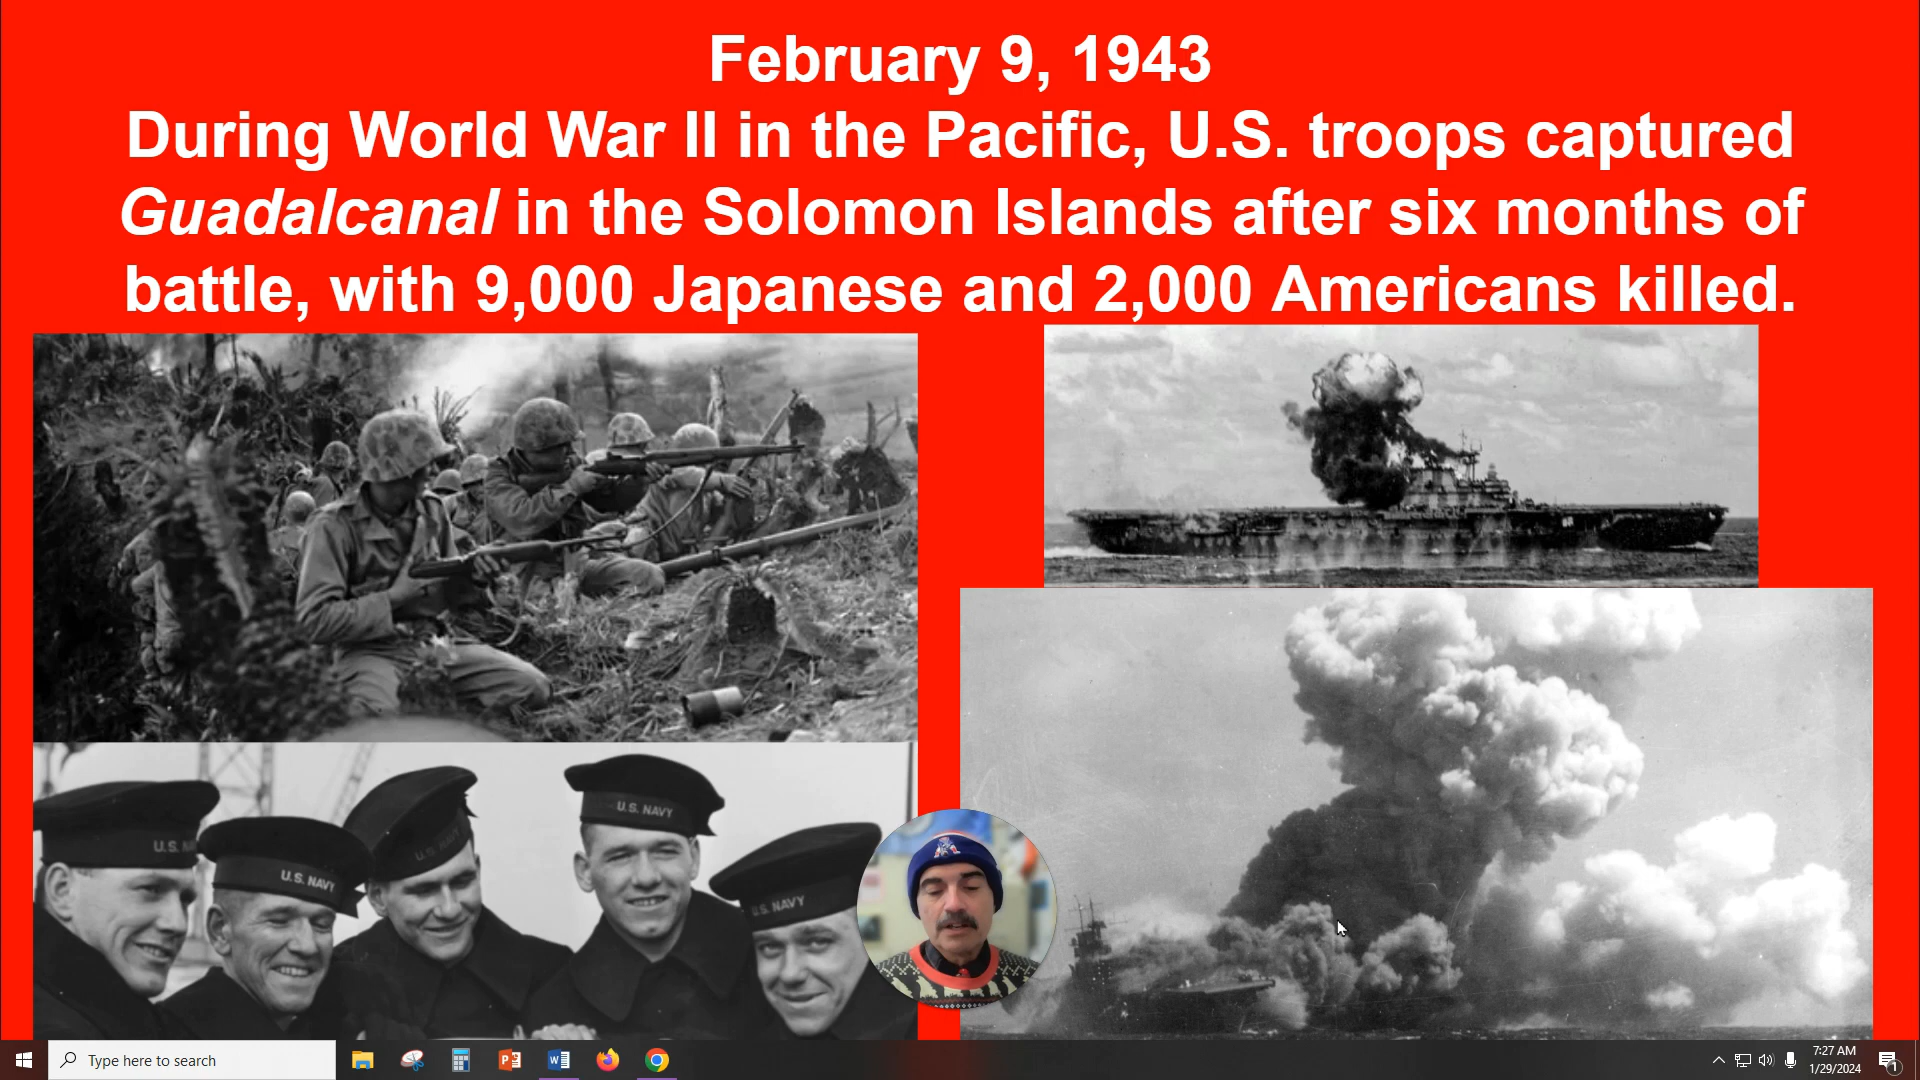 February 9, 1943
During World War II in the Pacific, U.S. troops captured
Guadalcanal in the Solomon Islands after six months of
battle, with 9,000 Japanese and 2,000 Americans killed.
U.S. NAVY
U.S. NAVY
U.S. NAVY
U.S. NAVY
Type here to search
7:27 AM
1/29/2024
1